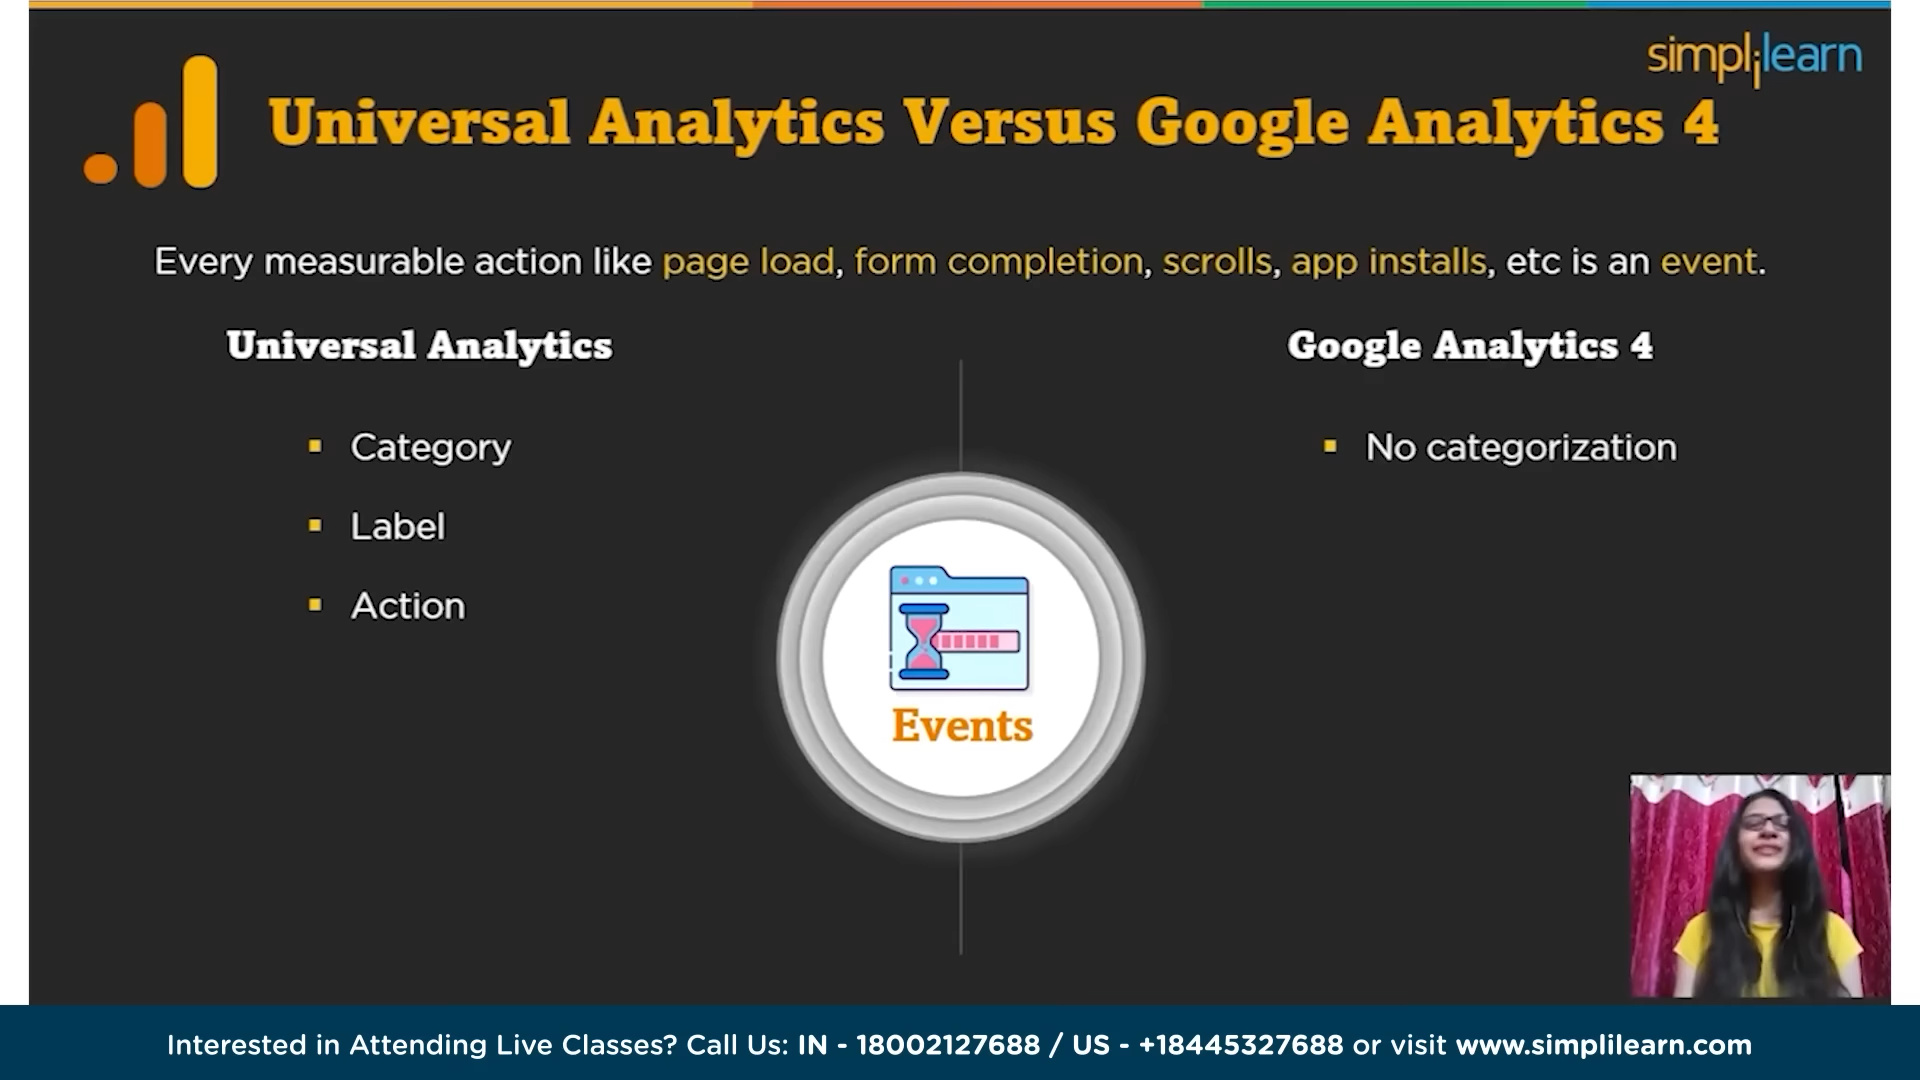 simplilearn
Universal Analytics Versus Google Analytics 4
Every measurable action like page load, form completion, scrolls, app installs, etc is an event.
Universal Analytics
Category
Label
Action
Google Analytics 4
No categorization
Events
Interested in Attending Live Classes? Call Us: IN - 18002127688 / US - +18445327688 or visit www.simplilearn.com